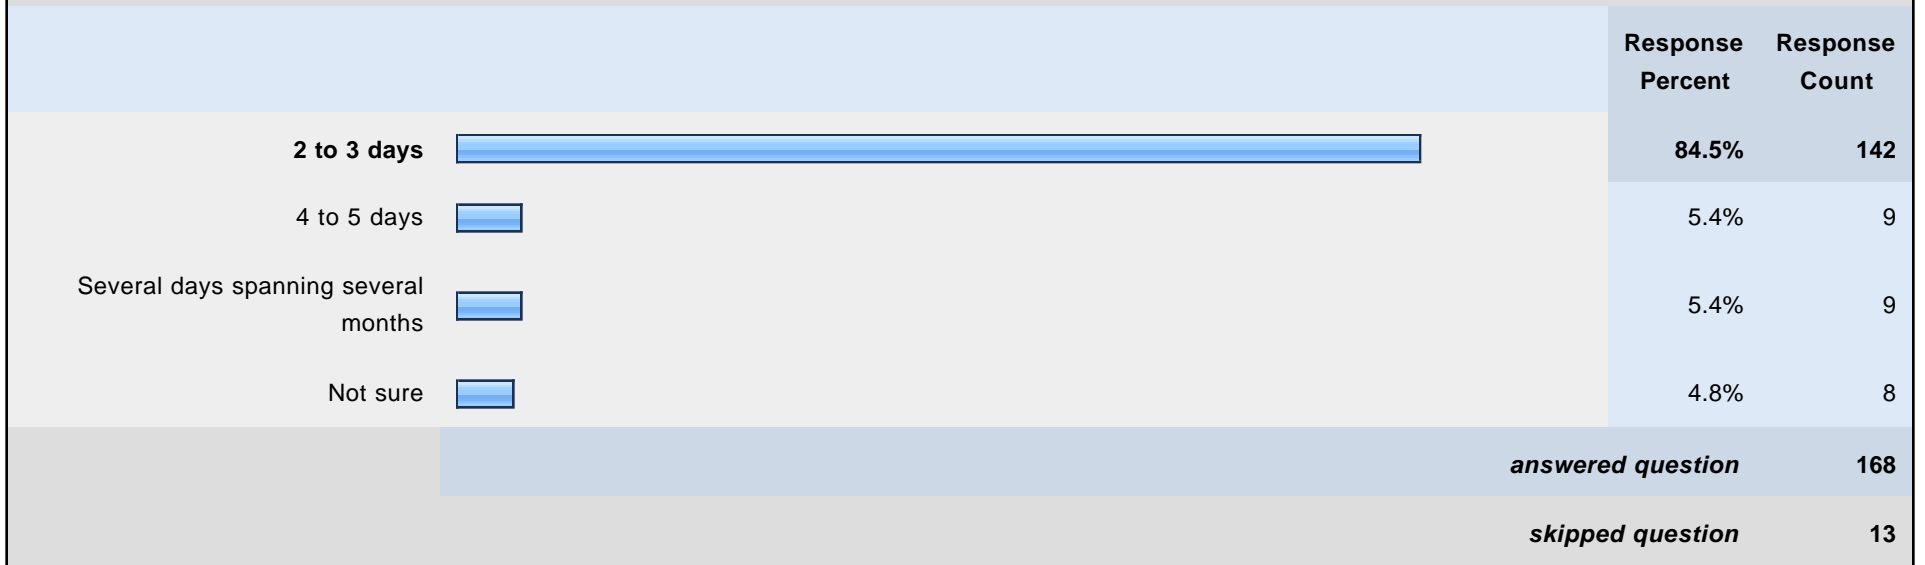 Response Response
Percent Count
2 to 3 days 84.5% 142
4 to 5 days 5.4% 9
Several days spanning several
months 5.4% 9
Not sure 4.8% 8
answered question 168
skipped question 13